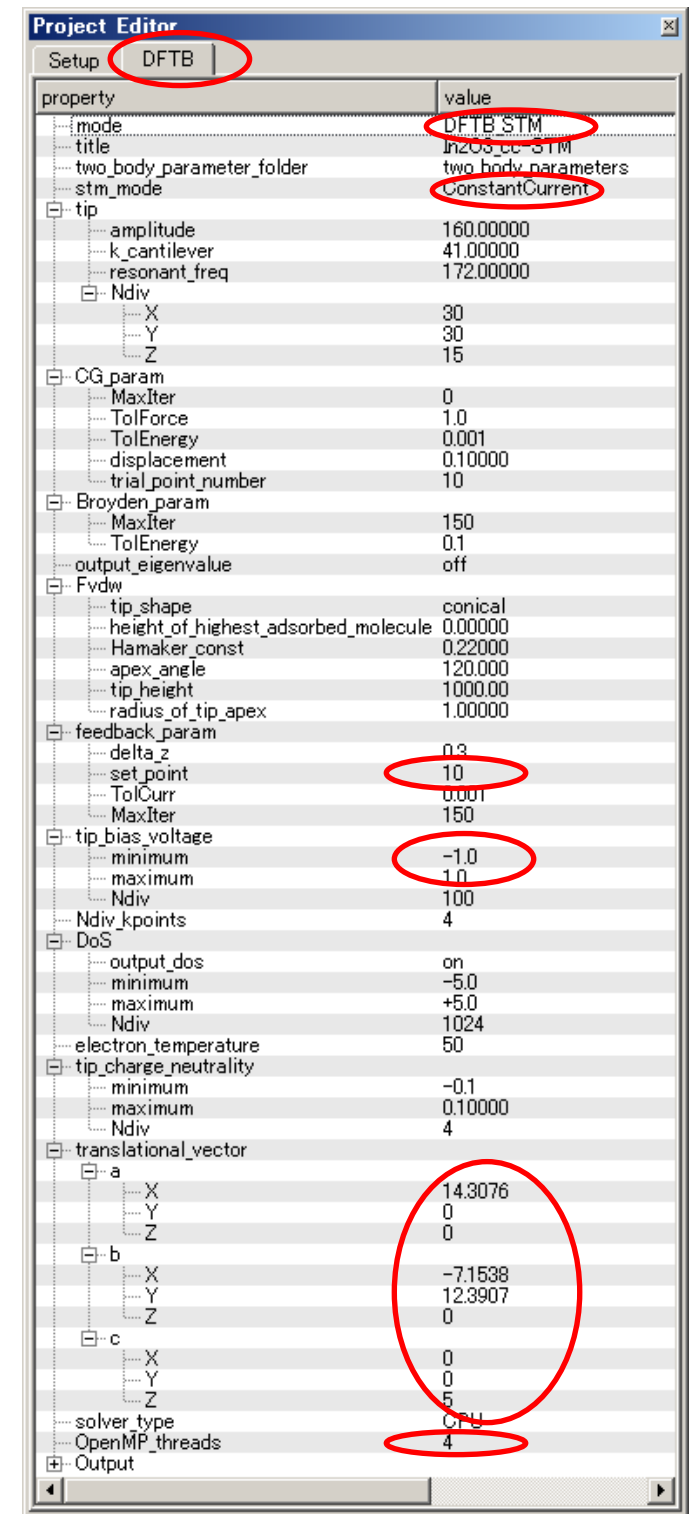 Project Editor
Setup DFTB
property value
mode DFTB_STM
title In2O3_cc-STM
two_body_parameter_folder two_body_parameters
stm_mode ConstantCurrent
tip
amplitude 160.00000
k_cantilever 41.00000
resonant_freq 172.00000
Ndiv
X 30
Y 30
Z 15
CG_param
MaxIter 0
TolForce 1.0
TolEnergy 0.001
displacement 0.10000
trial_point_number 10
Broyden_param
MaxIter 150
TolEnergy 0.1
output_eigenvalue off
Fvdw
tip_shape conical
height_of_highest_adsorbed_molecule 0.00000
Hamaker_const 0.22000
apex_angle 120.000
tip_height 1000.00
radius_of_tip_apex 1.00000
feedback_param
delta_z 0.3
set_point 10
TolCurr 0.001
MaxIter 150
tip_bias_voltage
minimum -1.0
maximum 1.0
Ndiv 100
Ndiv_kpoints 4
DoS
output_dos on
minimum -5.0
maximum +5.0
Ndiv 1024
electron_temperature 50
tip_charge_neutrality
minimum -0.1
maximum 0.10000
Ndiv 4
translational_vector
a
X 14.3076
Y 0
Z 0
b
X -7.1538
Y 12.3907
Z 0
c
X 0
Y 0
Z 5
solver_type CPU
OpenMP_threads 4
Output